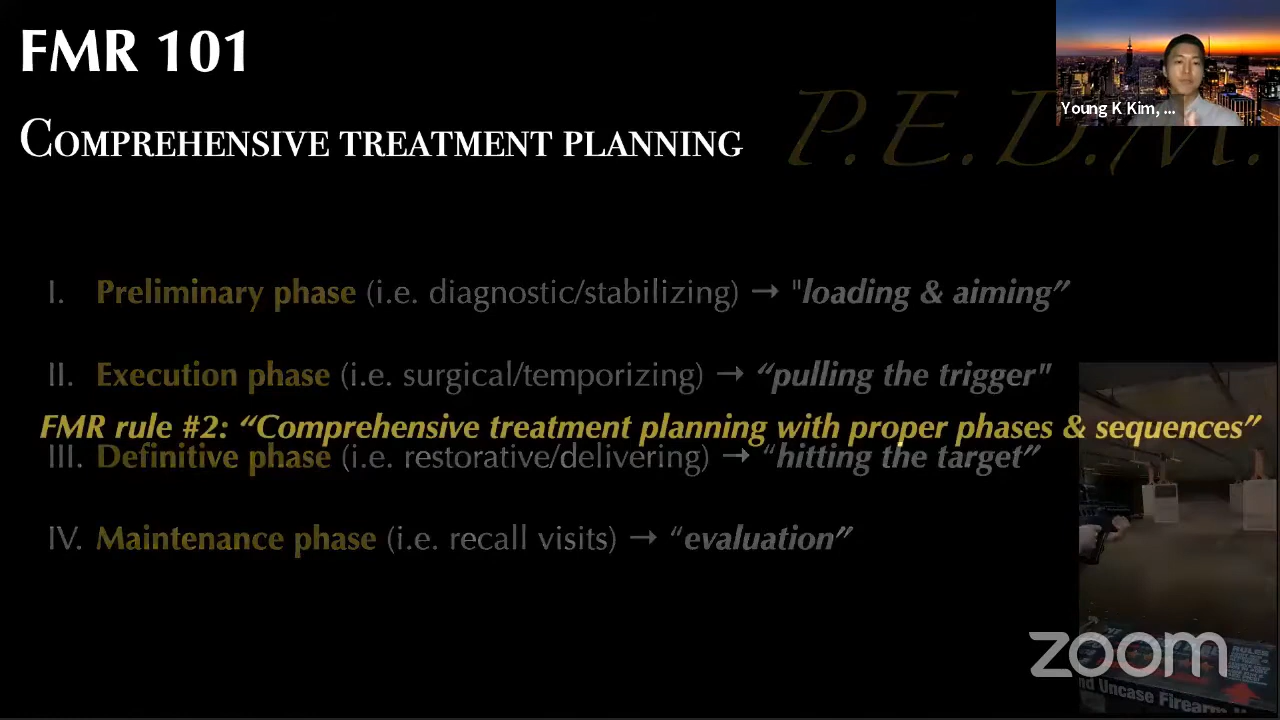 FMR 101
COMPREHENSIVE TREATMENT PLANNING
P.E.D.M.
Young K Kim, ...
I. Preliminary phase (i.e. diagnostic/stabilizing) → "loading & aiming”
II. Execution phase (i.e. surgical/temporizing) → “pulling the trigger"
FMR rule #2: “Comprehensive treatment planning with proper phases & sequences”
III. Definitive phase (i.e. restorative/delivering) → “hitting the target”
IV. Maintenance phase (i.e. recall visits) → “evaluation”
zoom
RULES
nd Uncase Firearm